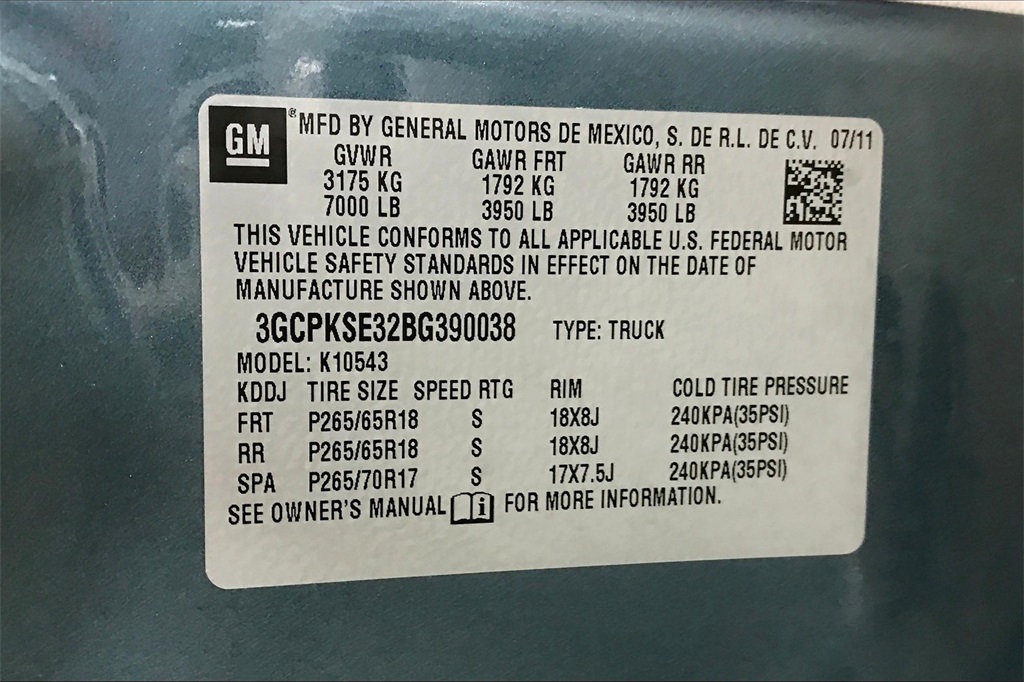 GM ® MFD BY GENERAL MOTORS DE MEXICO, S. DE R.L. DE C.V. 07/11
GVWR GAWR FRT GAWR RR
3175 KG 1792 KG 1792 KG
7000 LB 3950 LB 3950 LB
THIS VEHICLE CONFORMS TO ALL APPLICABLE U.S. FEDERAL MOTOR
VEHICLE SAFETY STANDARDS IN EFFECT ON THE DATE OF
MANUFACTURE SHOWN ABOVE.
3GCPKSE32BG390038 TYPE: TRUCK
MODEL: K10543
KDDJ TIRE SIZE SPEED RTG RIM COLD TIRE PRESSURE
FRT P265/65R18 S 18X8J 240KPA(35PSI)
RR P265/65R18 S 18X8J 240KPA(35PSI)
SPA P265/70R17 S 17X7.5J 240KPA(35PSI)
SEE OWNER'S MANUAL i FOR MORE INFORMATION.